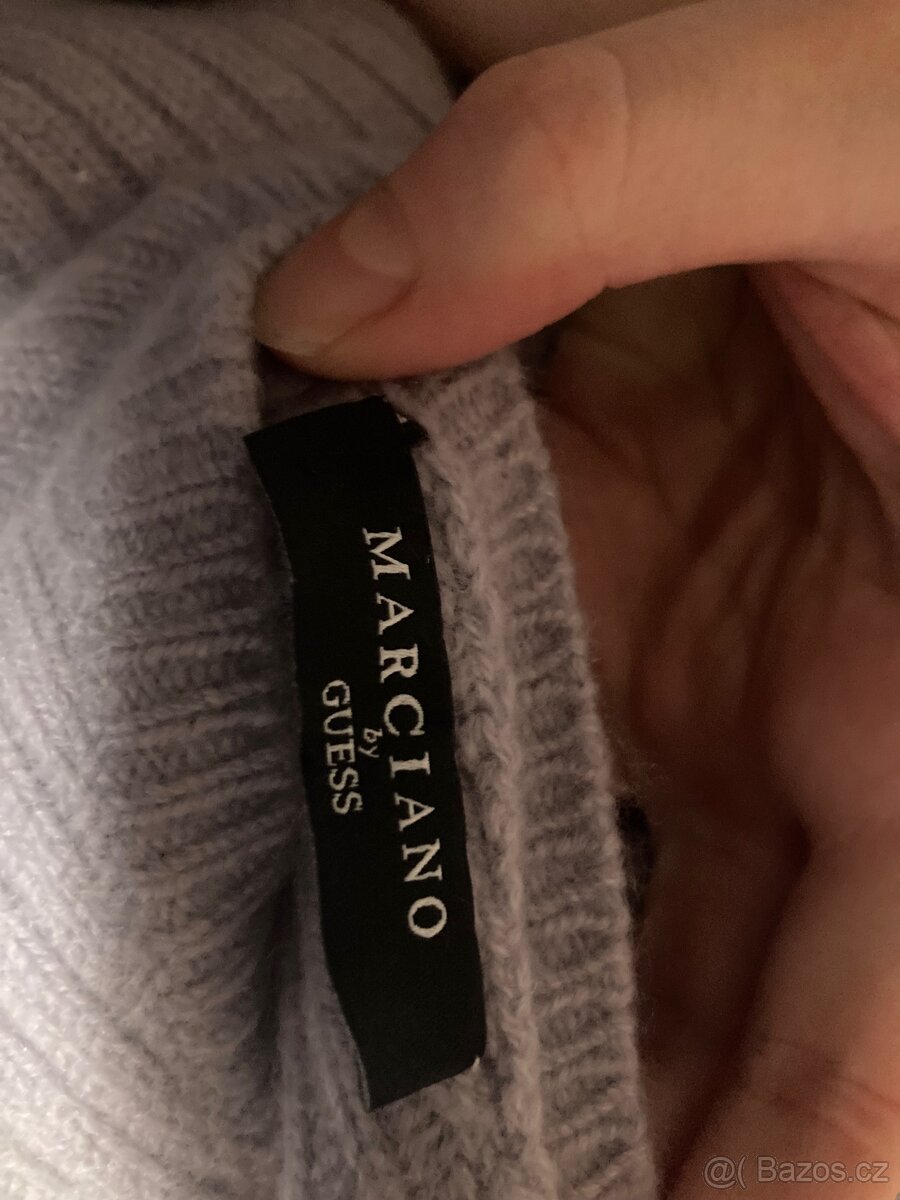 MARCIANO
by
GUESS
@( Bazos.cz